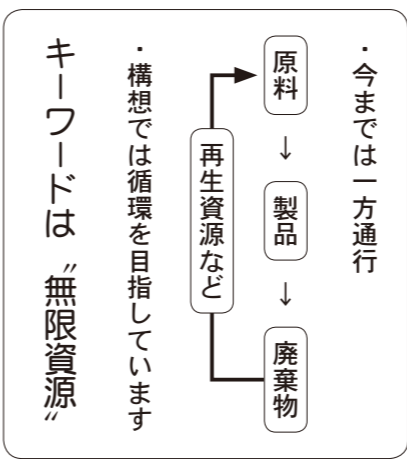 ・今までは一方通行
原料 → 製品 → 廃棄物
再生資源など
・構想では循環を目指しています
キーワードは〝無限資源〟